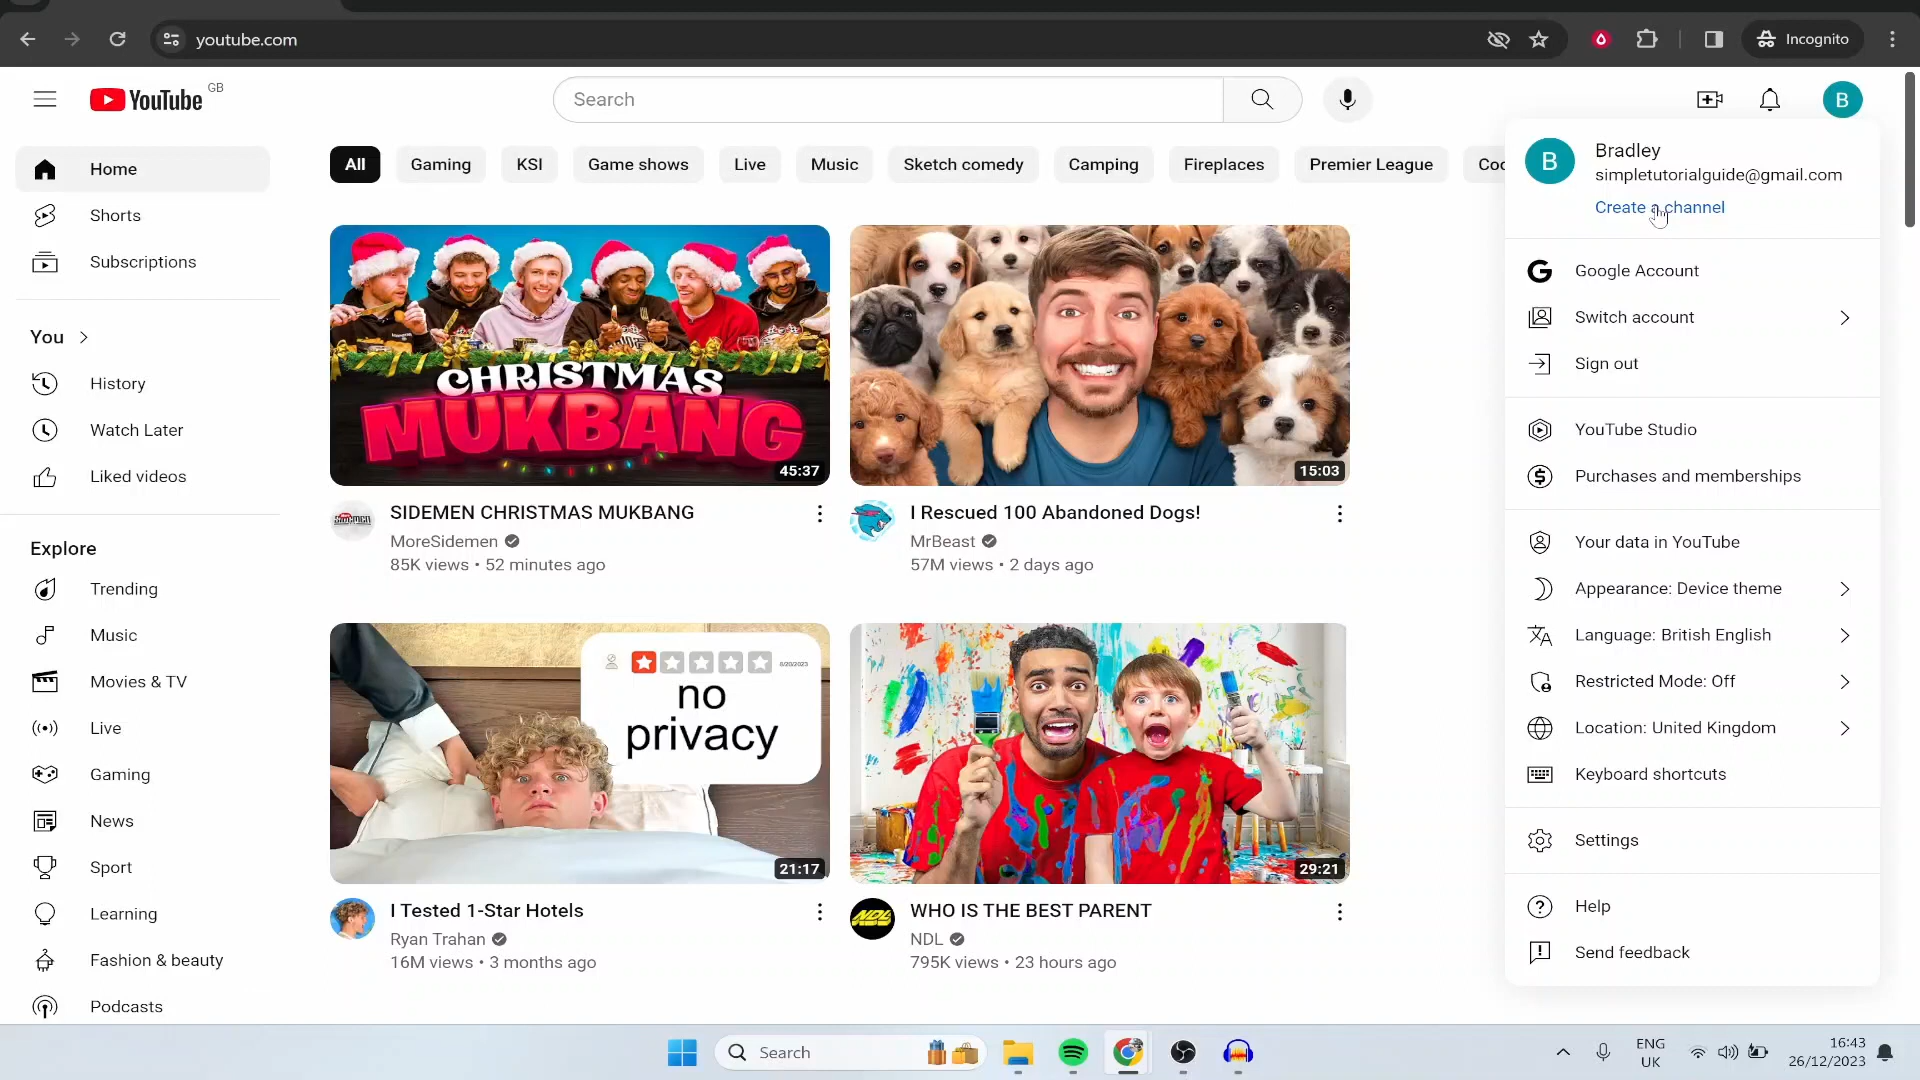 youtube.com
Incognito
YouTube GB
Search
B
All
Gaming
KSI
Game shows
Live
Music
Sketch comedy
Camping
Fireplaces
Premier League
Coo
Home
Shorts
Subscriptions
You
History
Watch Later
Liked videos
Explore
Trending
Music
Movies & TV
Live
Gaming
News
Sport
Learning
Fashion & beauty
Podcasts
CHRISTMAS
MUKBANG
45:37
SIDEMEN CHRISTMAS MUKBANG
MoreSidemen
85K views • 52 minutes ago
15:03
I Rescued 100 Abandoned Dogs!
MrBeast
57M views • 2 days ago
no
privacy
21:17
I Tested 1-Star Hotels
Ryan Trahan
16M views • 3 months ago
29:21
NDL
WHO IS THE BEST PARENT
NDL
795K views • 23 hours ago
B
Bradley
simpletutorialguide@gmail.com
Create a channel
Google Account
Switch account
Sign out
YouTube Studio
Purchases and memberships
Your data in YouTube
Appearance: Device theme
Language: British English
Restricted Mode: Off
Location: United Kingdom
Keyboard shortcuts
Settings
Help
Send feedback
Search
ENG
UK
16:43
26/12/2023